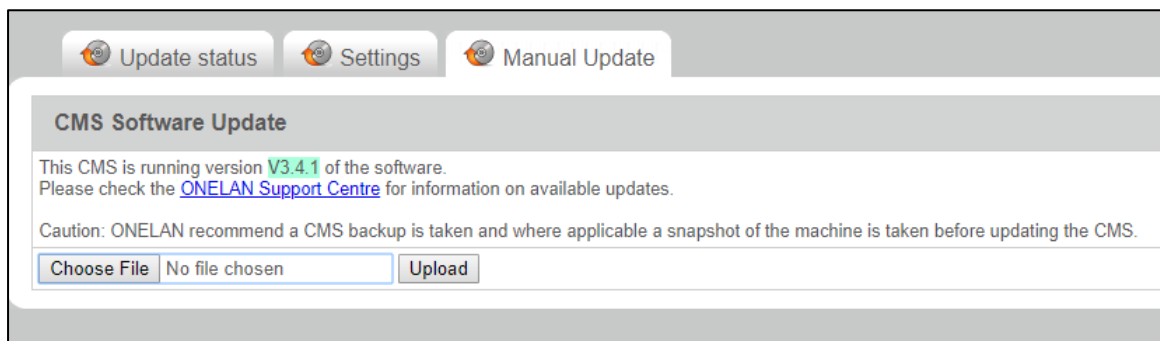 Update status Settings Manual Update
CMS Software Update
This CMS is running version V3.4.1 of the software.
Please check the ONELAN Support Centre for information on available updates.
Caution: ONELAN recommend a CMS backup is taken and where applicable a snapshot of the machine is taken before updating the CMS.
Choose File No file chosen Upload